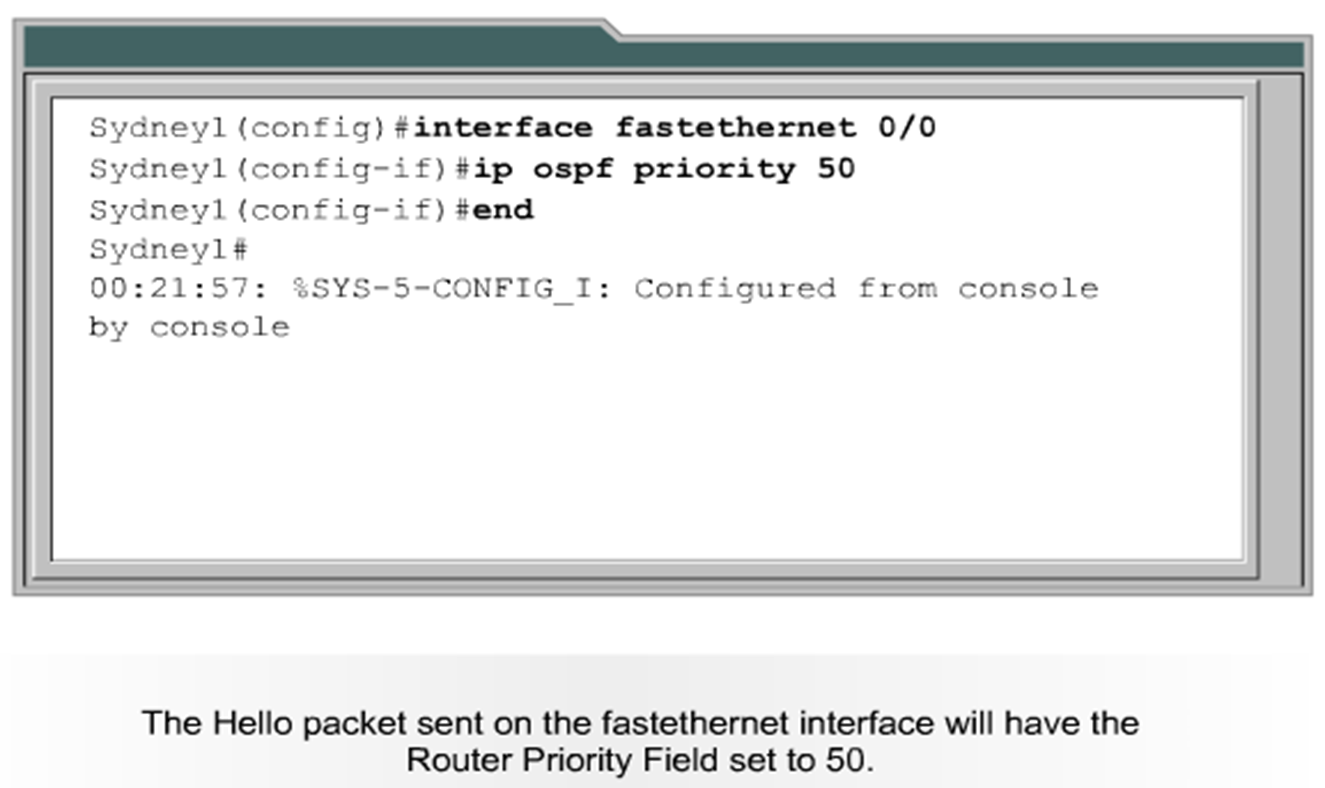 Sydney1(config)#interface fastethernet 0/0
Sydney1(config-if)#ip ospf priority 50
Sydney1(config-if)#end
Sydney1#
00:21:57: %SYS-5-CONFIG_I: Configured from console
by console
The Hello packet sent on the fastethernet interface will have the
Router Priority Field set to 50.